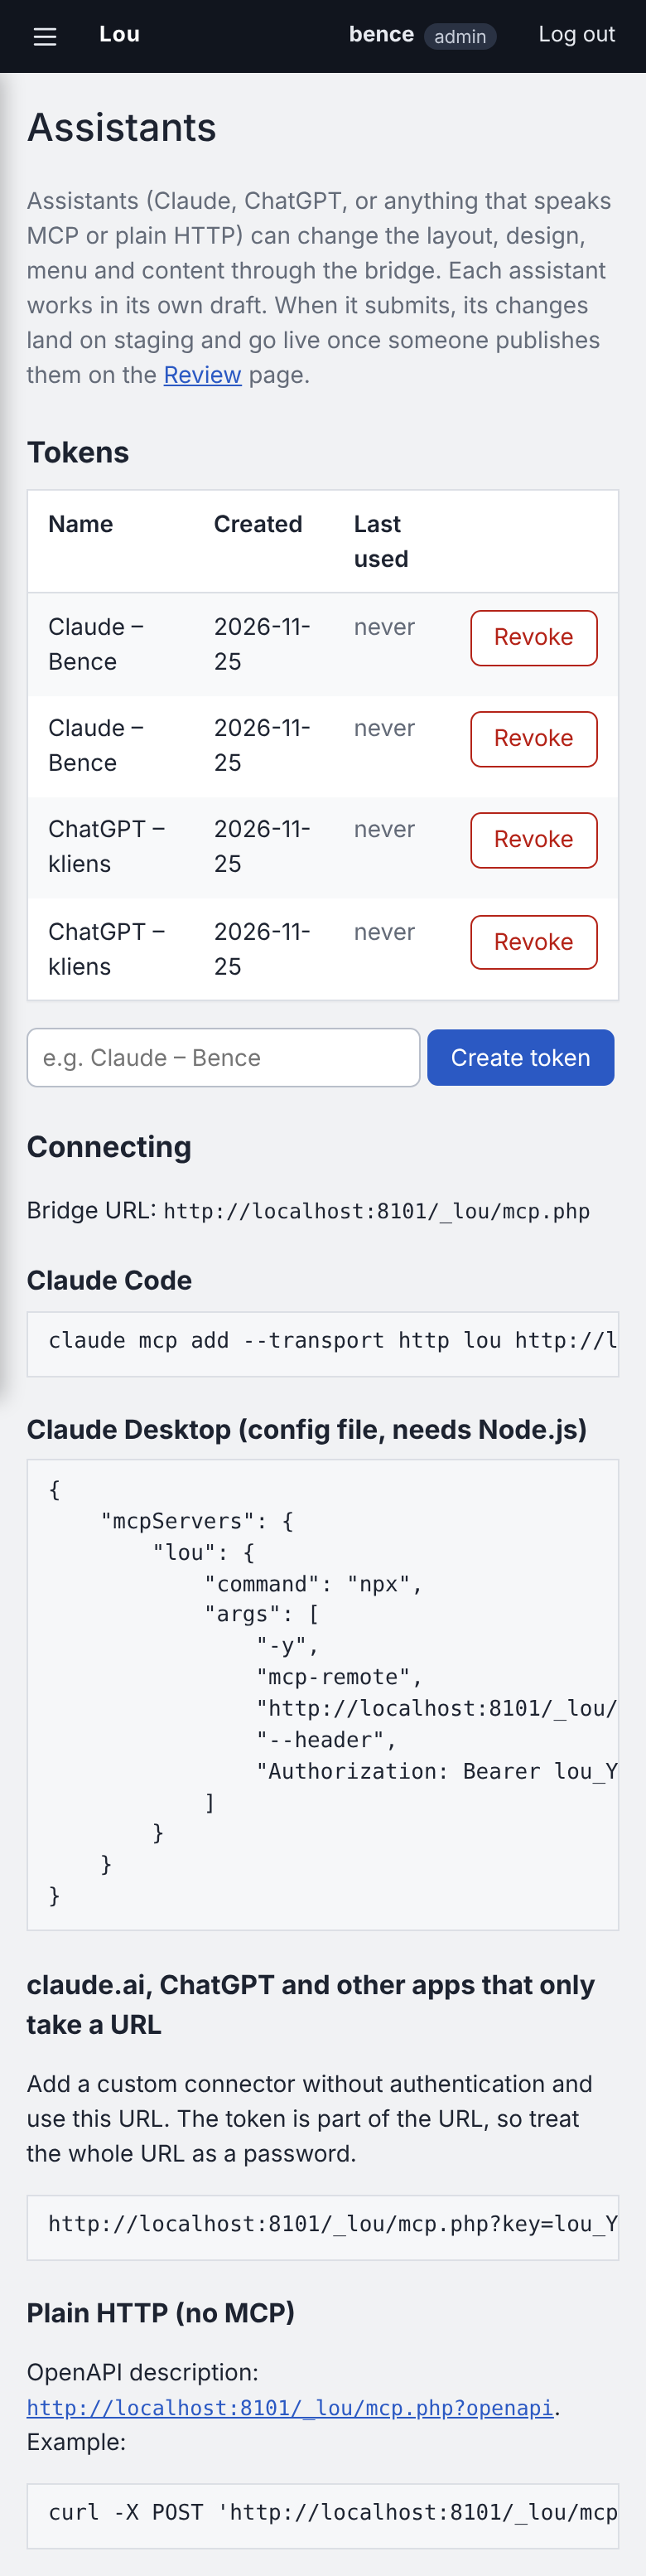 Lou bence admin Log out
Assistants
Assistants (Claude, ChatGPT, or anything that speaks
MCP or plain HTTP) can change the layout, design,
menu and content through the bridge. Each assistant
works in its own draft. When it submits, its changes
land on staging and go live once someone publishes
them on the Review page.
Tokens
Name Created Last
used
Claude – 2026-11- never Revoke
Bence 25
Claude – 2026-11- never Revoke
Bence 25
ChatGPT – 2026-11- never Revoke
kliens 25
ChatGPT – 2026-11- never Revoke
kliens 25
e.g. Claude – Bence Create token
Connecting
Bridge URL: http://localhost:8101/_lou/mcp.php
Claude Code
claude mcp add --transport http lou http://l
Claude Desktop (config file, needs Node.js)
{
    "mcpServers": {
        "lou": {
            "command": "npx",
            "args": [
                "-y",
                "mcp-remote",
                "http://localhost:8101/_lou/
                "--header",
                "Authorization: Bearer lou_Y
            ]
        }
    }
}
claude.ai, ChatGPT and other apps that only
take a URL
Add a custom connector without authentication and
use this URL. The token is part of the URL, so treat
the whole URL as a password.
http://localhost:8101/_lou/mcp.php?key=lou_Y
Plain HTTP (no MCP)
OpenAPI description:
http://localhost:8101/_lou/mcp.php?openapi.
Example:
curl -X POST 'http://localhost:8101/_lou/mcp